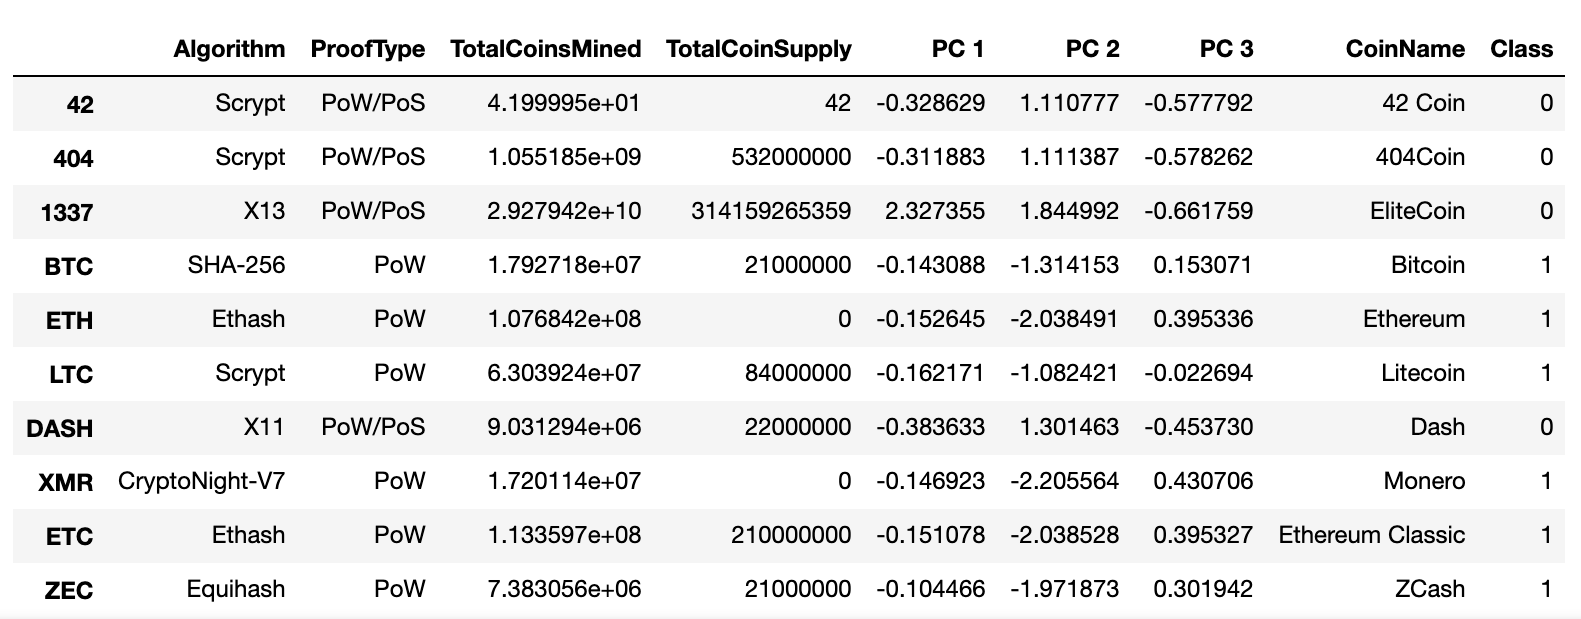 Algorithm ProofType TotalCoinsMined TotalCoinSupply PC 1 PC 2 PC 3 CoinName Class
42 Scrypt PoW/PoS 4.199995e+01 42 -0.328629 1.110777 -0.577792 42 Coin 0
404 Scrypt PoW/PoS 1.055185e+09 532000000 -0.311883 1.111387 -0.578262 404Coin 0
1337 X13 PoW/PoS 2.927942e+10 314159265359 2.327355 1.844992 -0.661759 EliteCoin 0
BTC SHA-256 PoW 1.792718e+07 21000000 -0.143088 -1.314153 0.153071 Bitcoin 1
ETH Ethash PoW 1.076842e+08 0 -0.152645 -2.038491 0.395336 Ethereum 1
LTC Scrypt PoW 6.303924e+07 84000000 -0.162171 -1.082421 -0.022694 Litecoin 1
DASH X11 PoW/PoS 9.031294e+06 22000000 -0.383633 1.301463 -0.453730 Dash 0
XMR CryptoNight-V7 PoW 1.720114e+07 0 -0.146923 -2.205564 0.430706 Monero 1
ETC Ethash PoW 1.133597e+08 210000000 -0.151078 -2.038528 0.395327 Ethereum Classic 1
ZEC Equihash PoW 7.383056e+06 21000000 -0.104466 -1.971873 0.301942 ZCash 1